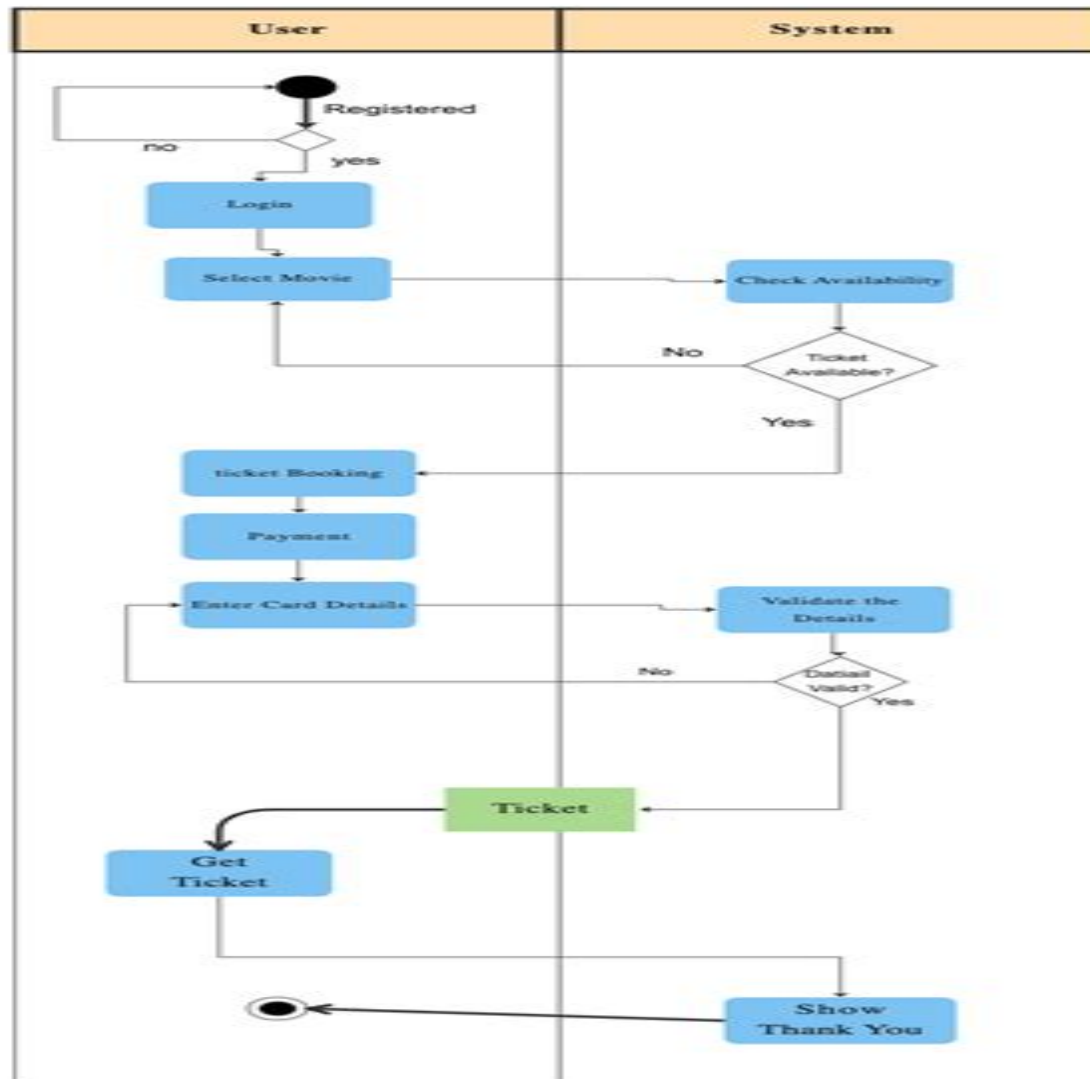 User
System
Registered
no
yes
Login
Select Movie
Check Availability
No
Ticket
Available?
Yes
ticket Booking
Payment
Enter Card Details
Validate the
Details
No
Datiail
Valid?
Yes
Ticket
Get
Ticket
Show
Thank You